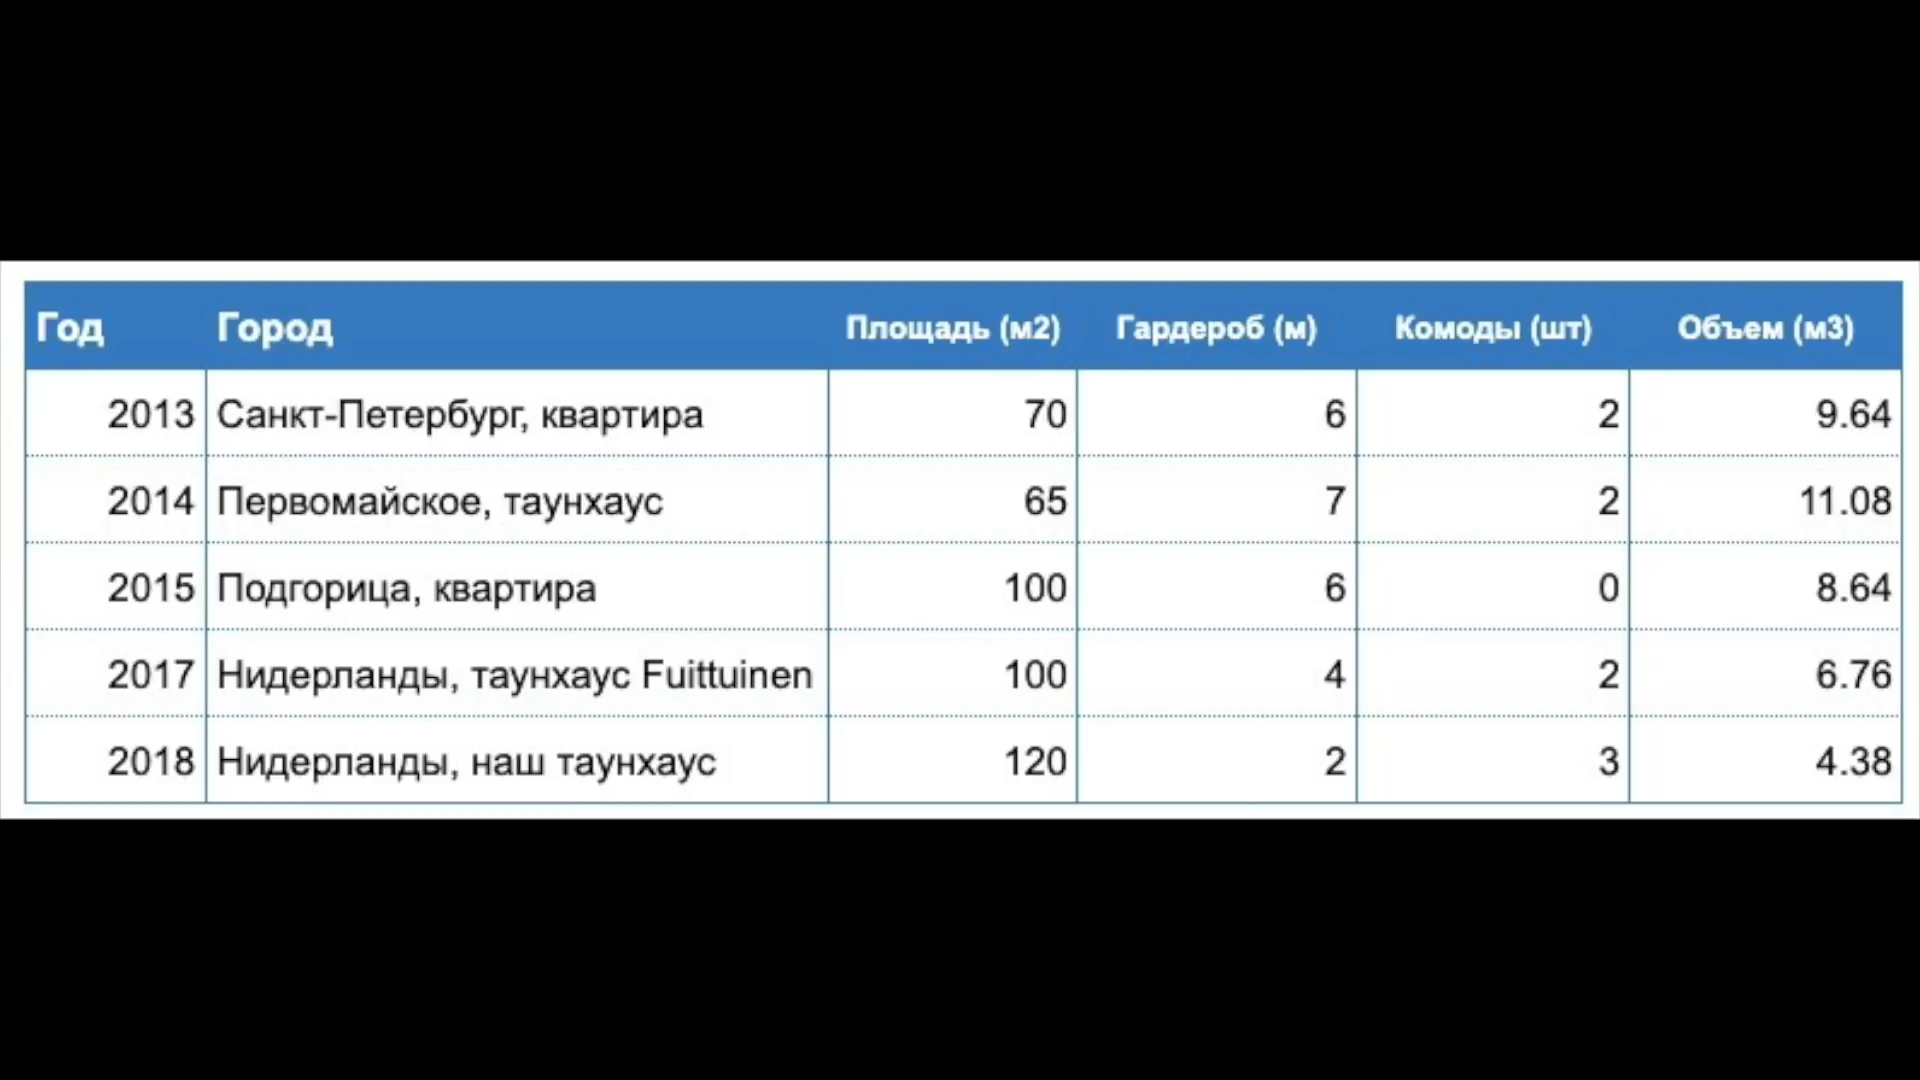 Год Город Площадь (м2) Гардероб (м) Комоды (шт) Объем (м3)
2013 Санкт-Петербург, квартира 70 6 2 9.64
2014 Первомайское, таунхаус 65 7 2 11.08
2015 Подгорица, квартира 100 6 0 8.64
2017 Нидерланды, таунхаус Fuittuinen 100 4 2 6.76
2018 Нидерланды, наш таунхаус 120 2 3 4.38